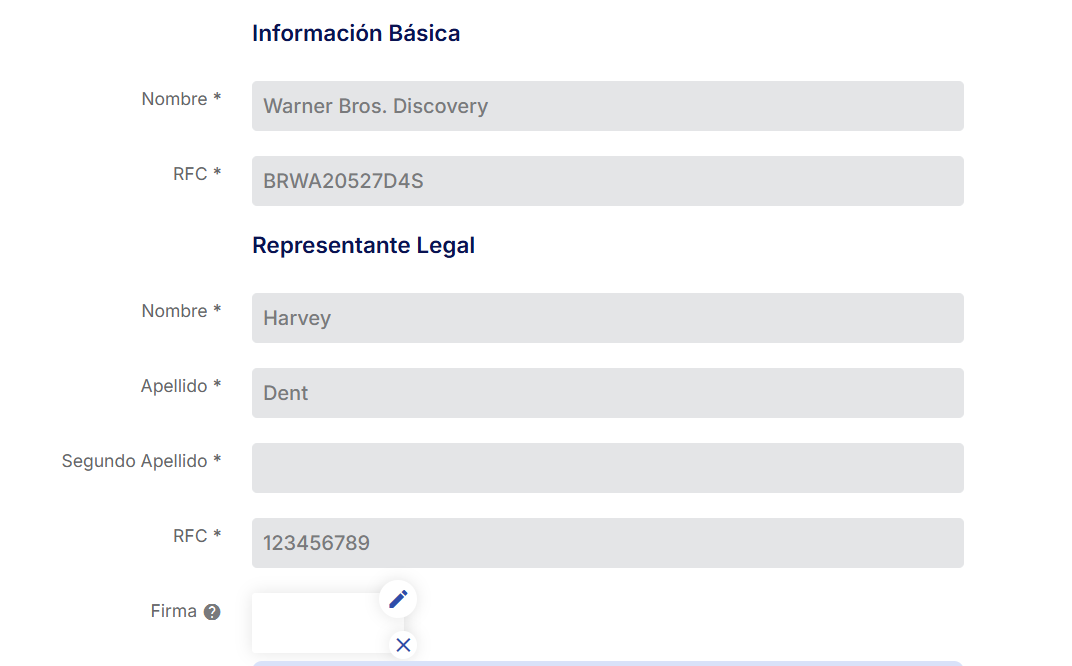 Información Básica
Nombre *
Warner Bros. Discovery
RFC *
BRWA20527D4S
Representante Legal
Nombre *
Harvey
Apellido *
Dent
Segundo Apellido *
RFC *
123456789
Firma ?